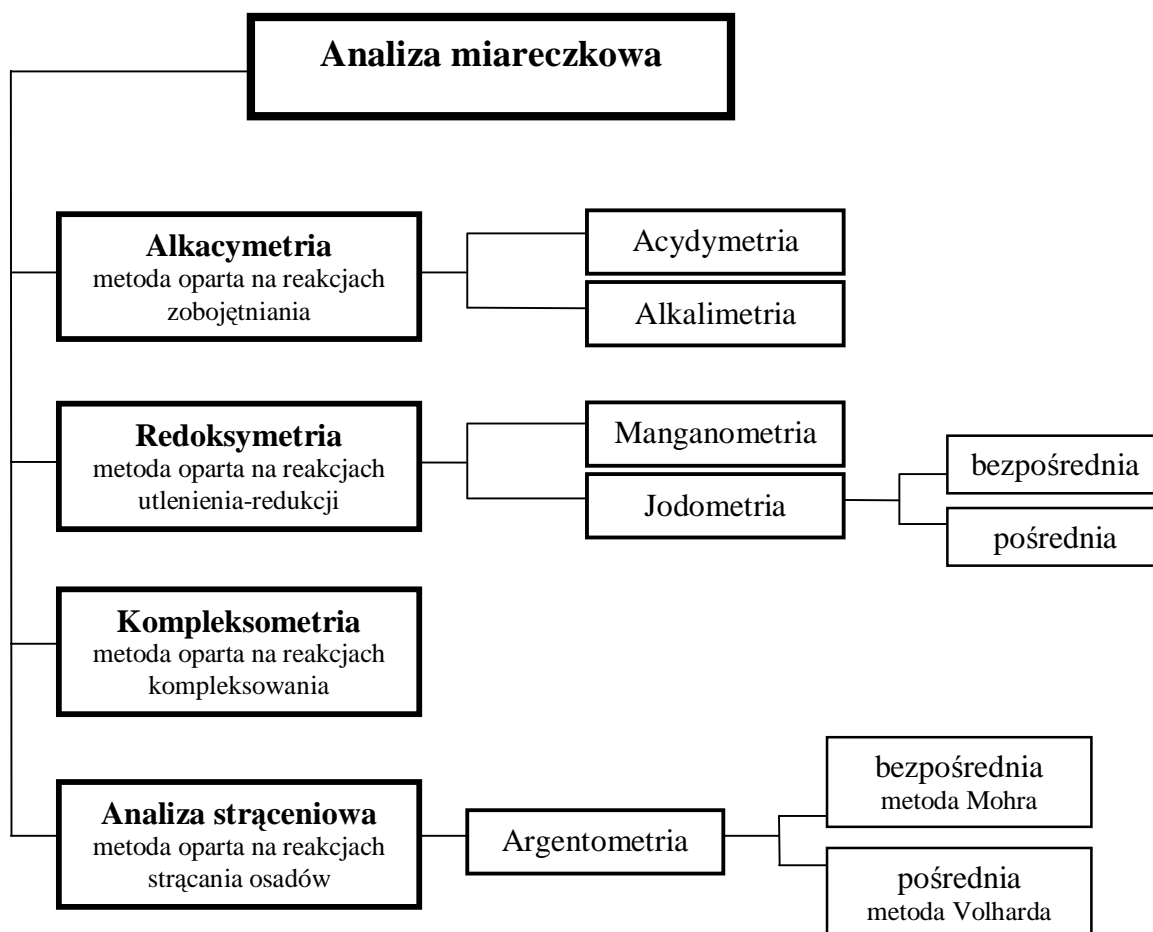 Analiza miareczkowa
Alkacymetria
metoda oparta na reakcjach
zobojętniania
Acydymetria
Alkalimetria
Redoksymetria
metoda oparta na reakcjach
utlenienia-redukcji
Manganometria
Jodometria
bezpośrednia
pośrednia
Kompleksometria
metoda oparta na reakcjach
kompleksowania
Analiza strąceniowa
metoda oparta na reakcjach
strącania osadów
Argentometria
bezpośrednia
metoda Mohra
pośrednia
metoda Volharda